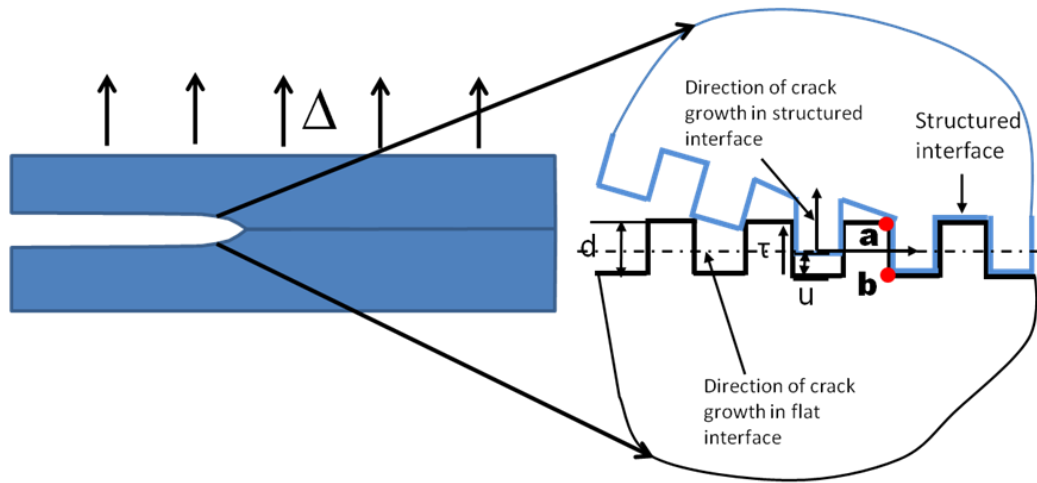 Δ
Direction of crack
growth in structured
interface
Structured
interface
d
τ
a
u
b
Direction of crack
growth in flat
interface